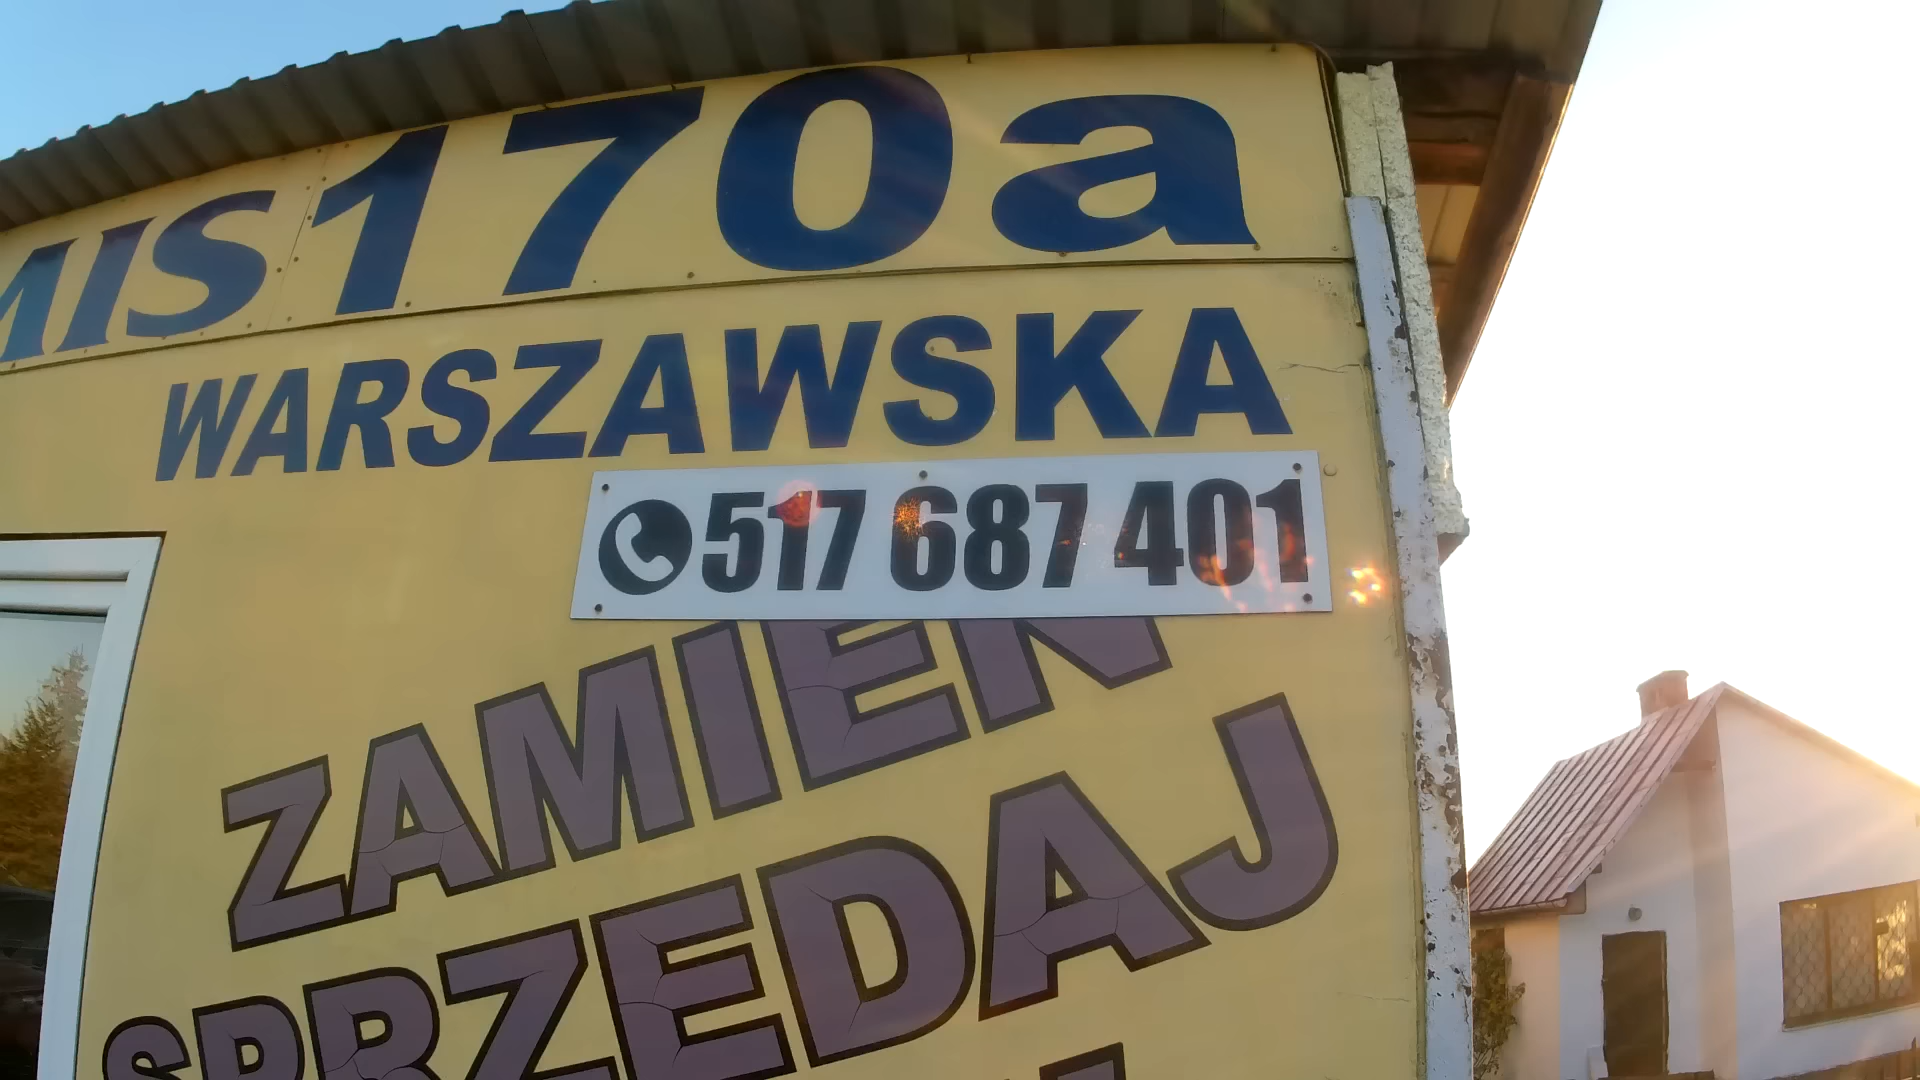 MIS 170a
WARSZAWSKA
517 687 401
ZAMIEN
SPRZEDAJ